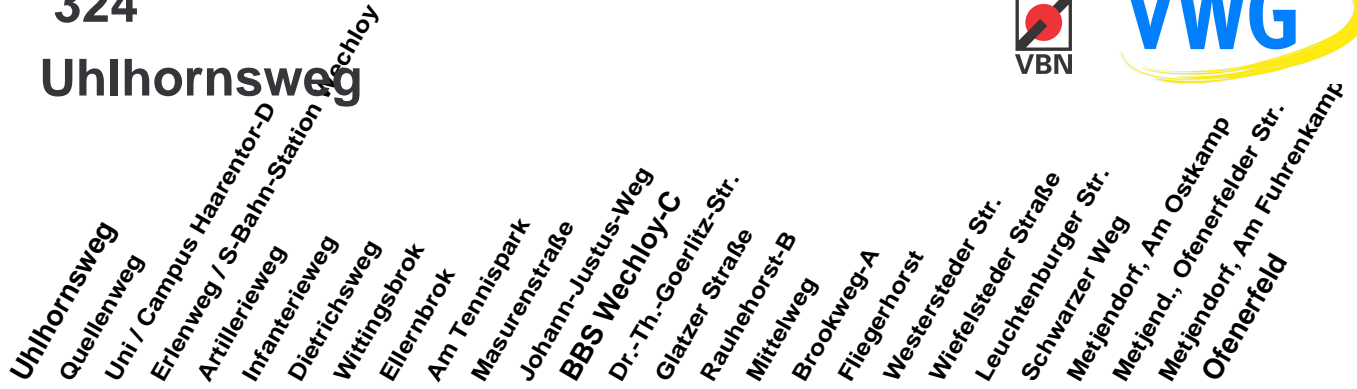 324
Uhlhornsweg
VBN
VWG
Uhlhornsweg
Quellenweg
Uni / Campus Haarentor-D
Erlenweg / S-Bahn-Station Wechloy
Artillerieweg
Infanterieweg
Dietrichsweg
Wittingsbrok
Ellernbrok
Am Tennispark
Masurenstraße
Johann-Justus-Weg
BBS Wechloy-C
Dr.-Th.-Goerlitz-Str.
Glatzer Straße
Rauhehorst-B
Mittelweg
Brookweg-A
Fliegerhorst
Westersteder Str.
Wiefelsteder Straße
Leuchtenburger Str.
Schwarzer Weg
Metjendorf, Am Ostkamp
Metjend., Ofenerfelder Str.
Metjendorf, Am Fuhrenkamp
Ofenerfeld